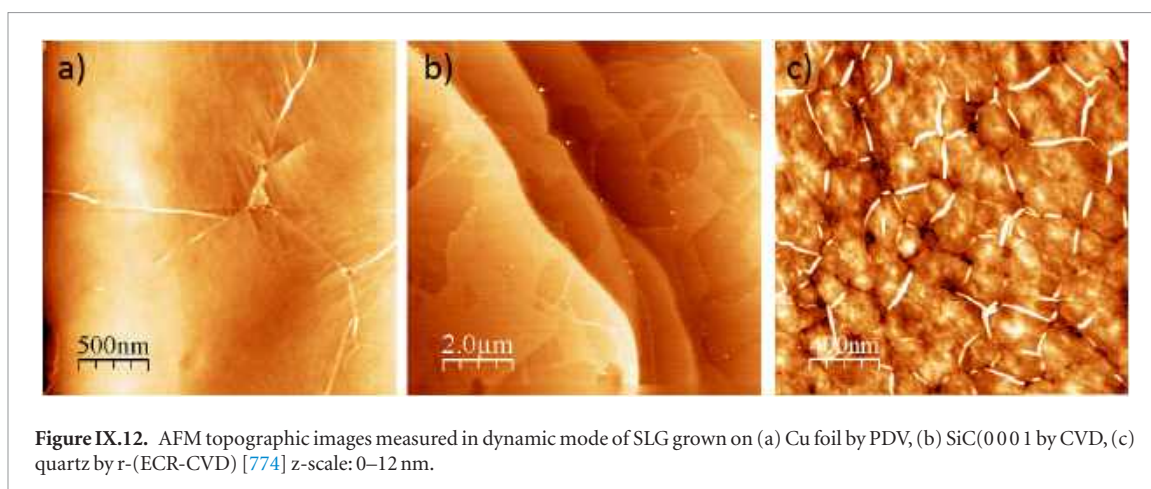 a)
b)
c)
500nm
2.0μm
400nm
Figure IX.12. AFM topographic images measured in dynamic mode of SLG grown on (a) Cu foil by PDV, (b) SiC(0 0 0 1 by CVD, (c)
quartz by r-(ECR-CVD) [774] z-scale: 0–12 nm.